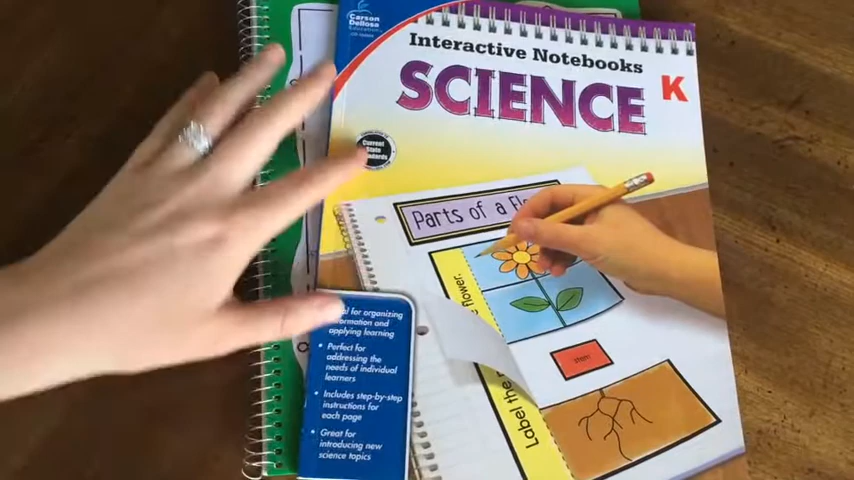 Carson
Dellosa
Education
Interactive Notebooks
SCIENCE
K
Current
State
Standards
Parts of a Fl
flower.
stem
Label the
for organizing
information and
applying learning
• Perfect for
addressing the
needs of individual
learners
• Includes step-by-step
instructions for
each page
• Great for
introducing new
science topics